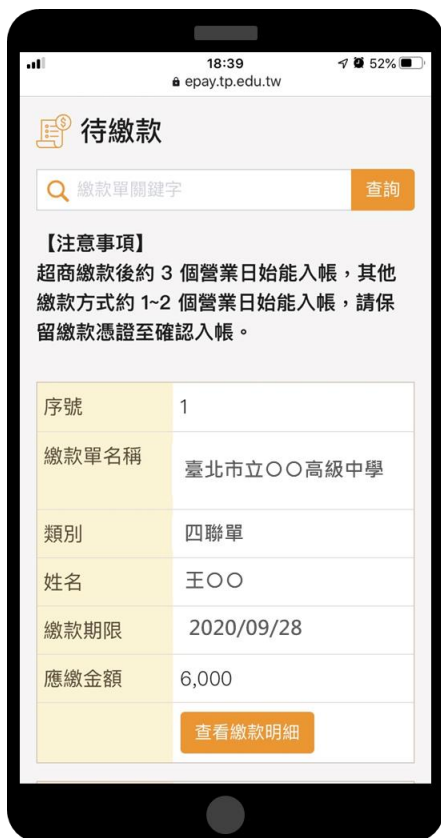 18:39
52%
epay.tp.edu.tw
待繳款
繳款單關鍵字
查詢
【注意事項】
超商繳款後約 3 個營業日始能入帳，其他
繳款方式約 1~2 個營業日始能入帳，請保
留繳款憑證至確認入帳。
序號 1
繳款單名稱 臺北市立〇〇高級中學
類別 四聯單
姓名 王〇〇
繳款期限 2020/09/28
應繳金額 6,000
查看繳款明細